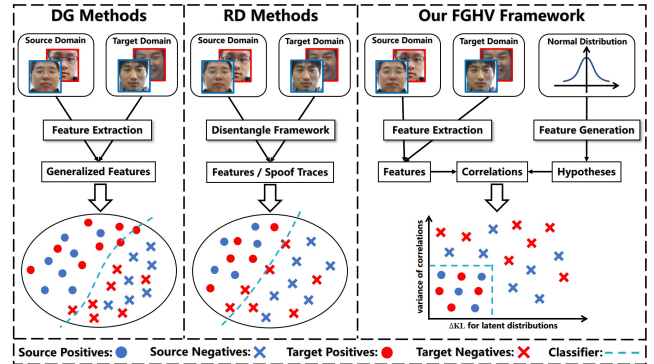 DG Methods
Source Domain
Target Domain
Feature Extraction
Generalized Features
RD Methods
Source Domain
Target Domain
Disentangle Framework
Features / Spoof Traces
Our FGHV Framework
Source Domain
Target Domain
Normal Distribution
Feature Extraction
Feature Generation
Features
Correlations
Hypotheses
variance of correlations
ΔKL for latent distributions
Source Positives: Source Negatives: Target Positives: Target Negatives: Classifier: